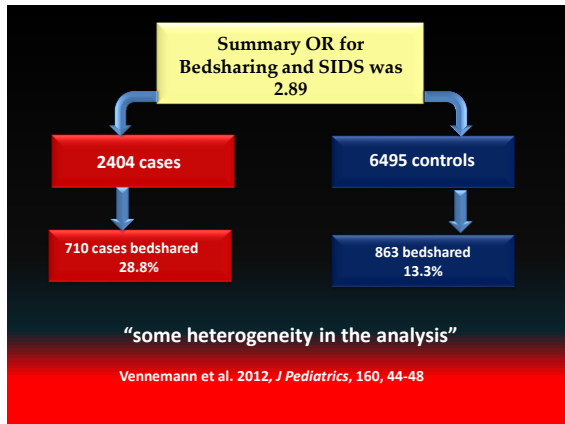 Summary OR for
Bedsharing and SIDS was
2.89
2404 cases
6495 controls
710 cases bedshared
28.8%
863 bedshared
13.3%
“some heterogeneity in the analysis”
Vennemann et al. 2012, J Pediatrics, 160, 44-48